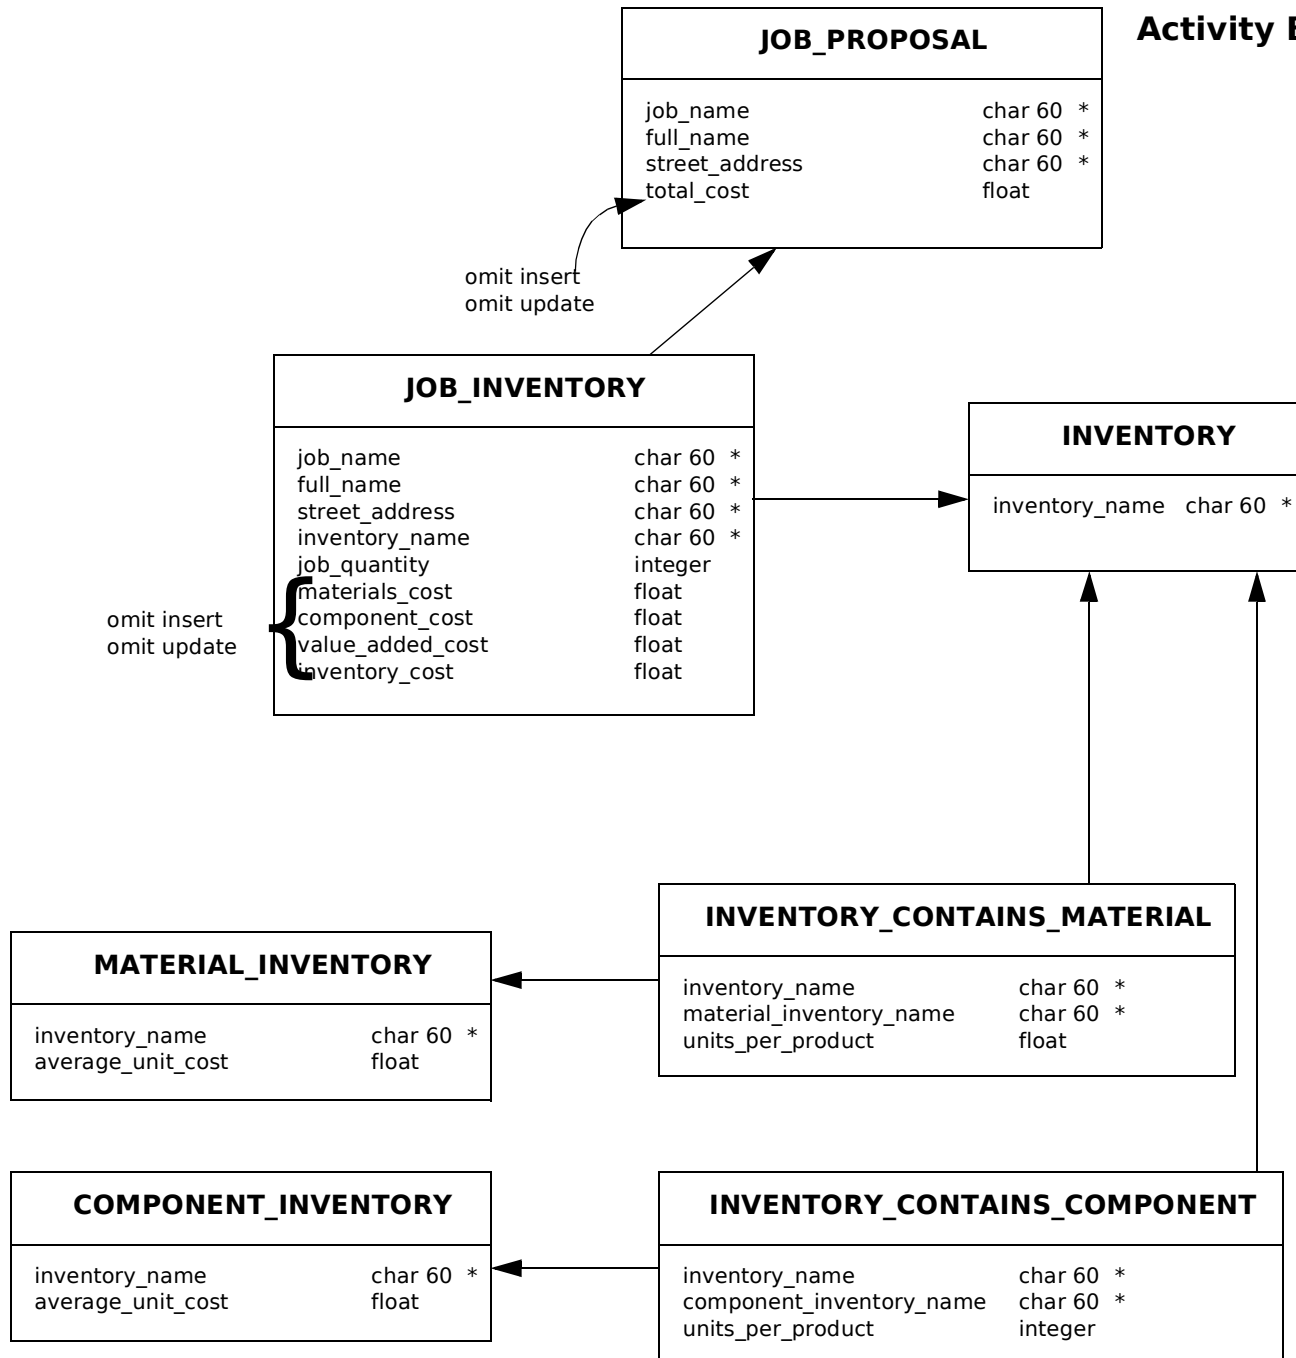 JOB_PROPOSAL
Activity
job_name char 60 *
full_name char 60 *
street_address char 60 *
total_cost float
omit insert
omit update
JOB_INVENTORY
job_name char 60 *
full_name char 60 *
street_address char 60 *
inventory_name char 60 *
job_quantity integer
materials_cost float
component_cost float
value_added_cost float
inventory_cost float
omit insert
omit update
INVENTORY
inventory_name char 60 *
INVENTORY_CONTAINS_MATERIAL
inventory_name char 60 *
material_inventory_name char 60 *
units_per_product float
MATERIAL_INVENTORY
inventory_name char 60 *
average_unit_cost float
COMPONENT_INVENTORY
inventory_name char 60 *
average_unit_cost float
INVENTORY_CONTAINS_COMPONENT
inventory_name char 60 *
component_inventory_name char 60 *
units_per_product integer